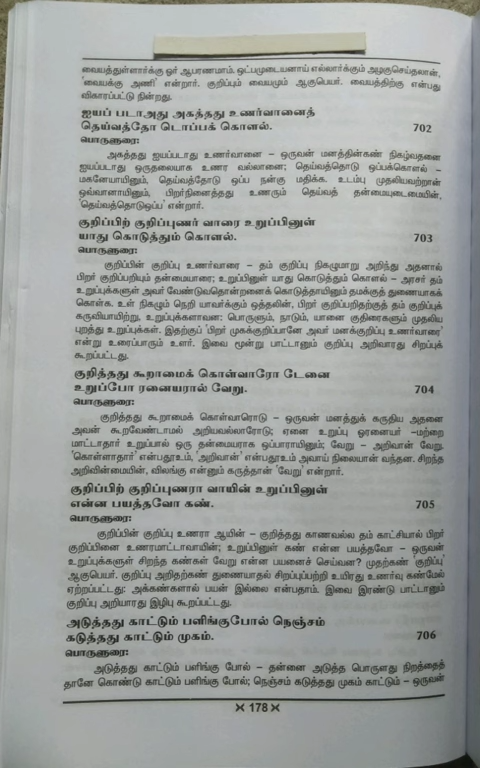 வையத்துள்ளார்க்கு ஓர் ஆபரணமாம். ஒட்பமுடையனாய் எல்லார்க்கும் அழகுசெய்தலான்,
'வையக்கு அணி' என்றார். குறிப்பும் வையமும் ஆகுபெயர். வையத்திற்கு என்பது
விகாரப்பட்டு நின்றது.
ஐயப் படாஅது அகத்தது உணர்வானைத்
தெய்வத்தோ டொப்பக் கொளல். 702
பொருளுரை:
அகத்தது ஐயப்படாது உணர்வானை – ஒருவன் மனத்தின்கண் நிகழ்வதனை
ஐயப்படாது ஒருதலையாக உணர வல்லானை; தெய்வத்தொடு ஒப்பக்கொளல் -
மகனேயாயினும், தெய்வத்தோடு ஒப்ப நன்கு மதிக்க. உடம்பு முதலியவற்றான்
ஒவ்வானாயினும், பிறர்நினைத்தது உணரும் தெய்வத் தன்மையுடைமையின்,
'தெய்வத்தொடுஒப்ப' என்றார்.
குறிப்பிற் குறிப்புணர் வாரை உறுப்பினுள்
யாது கொடுத்தும் கொளல். 703
பொருளுரை:
குறிப்பின் குறிப்பு உணர்வாரை – தம் குறிப்பு நிகழுமாறு அறிந்து அதனால்
பிறர் குறிப்பறியும் தன்மையாரை; உறுப்பினுள் யாது கொடுத்தும் கொளல் – அரசர் தம்
உறுப்புக்களுள் அவர் வேண்டுவதொன்றனைக் கொடுத்தாயினும் தமக்குத் துணையாகக்
கொள்க. உள் நிகழும் நெறி யாவர்க்கும் ஒத்தலின், பிறர் குறிப்பறிதற்குத் தம் குறிப்புக்
கருவியாயிற்று. உறுப்புக்களாவன: பொருளும், நாடும், யானை குதிரைகளும் முதலிய
புறத்து உறுப்புக்கள். இதற்குப் 'பிறர் முகக்குறிப்பானே அவர் மனக்குறிப்பு உணர்வாரை'
என்று உரைப்பாரும் உளர். இவை மூன்று பாட்டானும் குறிப்பு அறிவாரது சிறப்புக்
கூறப்பட்டது.
குறித்தது கூறாமைக் கொள்வாரோ டேனை
உறுப்போ ரனையரால் வேறு. 704
பொருளுரை:
குறித்தது கூறாமைக் கொள்வாரொடு – ஒருவன் மனத்துக் கருதிய அதனை
அவன் கூறவேண்டாமல் அறியவல்லாரோடு; ஏனை உறுப்பு ஓரனையர் –மற்றை
மாட்டாதார் உறுப்பால் ஒரு தன்மையராக ஒப்பாராயினும்; வேறு – அறிவான் வேறு.
'கொள்ளாதார்' என்பதூஉம், 'அறிவான்' என்பதூஉம் அவாய் நிலையான் வந்தன. சிறந்த
அறிவின்மையின், விலங்கு என்னும் கருத்தான் 'வேறு' என்றார்.
குறிப்பிற் குறிப்புணரா வாயின் உறுப்பினுள்
என்ன பயத்தவோ கண். 705
பொருளுரை:
குறிப்பின் குறிப்பு உணரா ஆயின் – குறித்தது காணவல்ல தம் காட்சியால் பிறர்
குறிப்பினை உணரமாட்டாவாயின்; உறுப்பினுள் கண் என்ன பயத்தவோ – ஒருவன்
உறுப்புக்களுள் சிறந்த கண்கள் வேறு என்ன பயனைச் செய்வன? முதற்கண் 'குறிப்பு'
ஆகுபெயர். குறிப்பு அறிதற்கண் துணையாதல் சிறப்புப்பற்றி உயிரது உணர்வு கண்மேல்
ஏற்றப்பட்டது: அக்கண்களால் பயன் இல்லை என்பதாம். இவை இரண்டு பாட்டானும்
குறிப்பு அறியாரது இழிபு கூறப்பட்டது.
அடுத்தது காட்டும் பளிங்குபோல் நெஞ்சம்
கடுத்தது காட்டும் முகம். 706
பொருளுரை:
அடுத்தது காட்டும் பளிங்கு போல் – தன்னை அடுத்த பொருளது நிறத்தைத்
தானே கொண்டு காட்டும் பளிங்கு போல்; நெஞ்சம் கடுத்தது முகம் காட்டும் – ஒருவன்
178